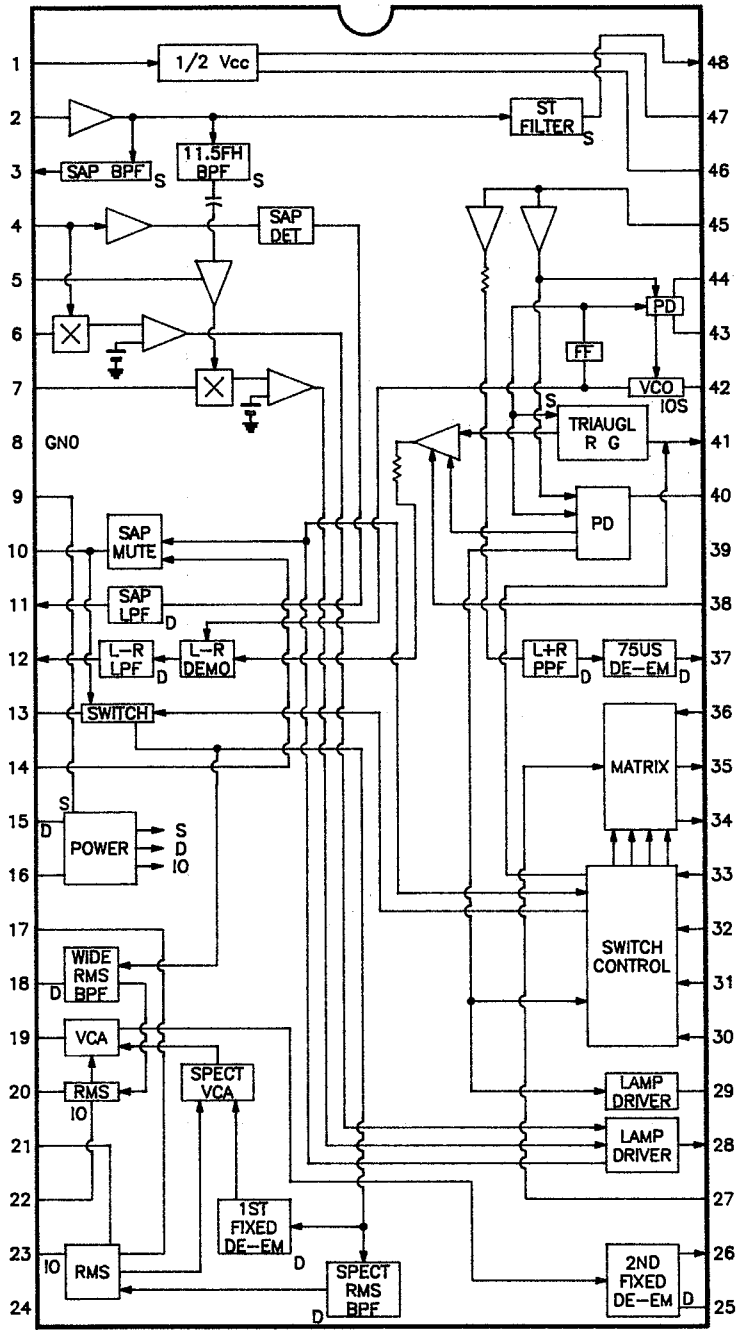 1
1/2 Vcc
48
2
ST
FILTER
S
47
3
SAP BPF
S
11.5FH
BPF
S
46
4
SAP
DET
45
5
44
6
PD
43
FF
7
VCO
42
IOS
S
8
GNO
TRIAUGL
R G
41
9
40
10
SAP
MUTE
PD
39
11
SAP
LPF
D
38
12
L-R
LPF
D
L-R
DEMO
L+R
PPF
D
75US
DE-EM
D
37
13
SWITCH
36
14
MATRIX
35
15
D
S
POWER
S
D
IO
34
16
33
17
32
SWITCH
CONTROL
18
D
WIDE
RMS
BPF
31
19
VCA
30
20
RMS
IO
SPECT
VCA
LAMP
DRIVER
29
21
LAMP
DRIVER
28
22
1ST
FIXED
DE-EM
D
27
23
IO
RMS
SPECT
RMS
BPF
D
2ND
FIXED
DE-EM
D
26
24
25